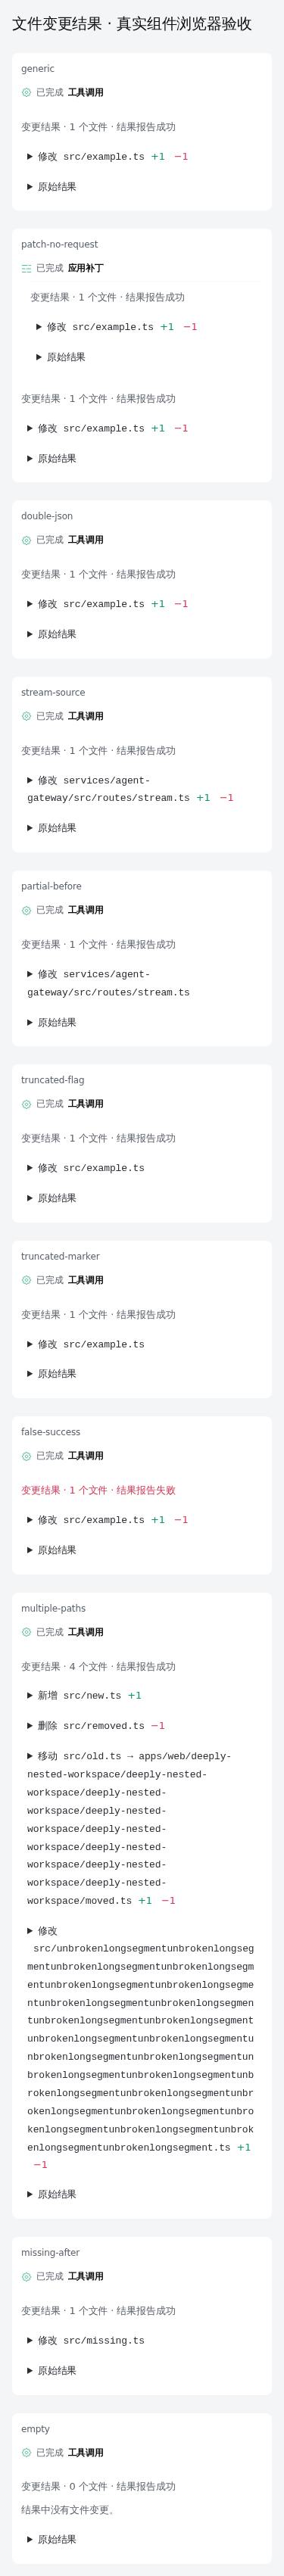 文件变更结果 · 真实组件浏览器验收
generic
已完成 工具调用
变更结果 · 1 个文件 · 结果报告成功
▶ 修改 src/example.ts +1 −1
▶ 原始结果
patch-no-request
已完成 应用补丁
变更结果 · 1 个文件 · 结果报告成功
▶ 修改 src/example.ts +1 −1
▶ 原始结果
变更结果 · 1 个文件 · 结果报告成功
▶ 修改 src/example.ts +1 −1
▶ 原始结果
double-json
已完成 工具调用
变更结果 · 1 个文件 · 结果报告成功
▶ 修改 src/example.ts +1 −1
▶ 原始结果
stream-source
已完成 工具调用
变更结果 · 1 个文件 · 结果报告成功
▶ 修改 services/agent-
gateway/src/routes/stream.ts +1 −1
▶ 原始结果
partial-before
已完成 工具调用
变更结果 · 1 个文件 · 结果报告成功
▶ 修改 services/agent-
gateway/src/routes/stream.ts
▶ 原始结果
truncated-flag
已完成 工具调用
变更结果 · 1 个文件 · 结果报告成功
▶ 修改 src/example.ts
▶ 原始结果
truncated-marker
已完成 工具调用
变更结果 · 1 个文件 · 结果报告成功
▶ 修改 src/example.ts
▶ 原始结果
false-success
已完成 工具调用
变更结果 · 1 个文件 · 结果报告失败
▶ 修改 src/example.ts +1 −1
▶ 原始结果
multiple-paths
已完成 工具调用
变更结果 · 4 个文件 · 结果报告成功
▶ 新增 src/new.ts +1
▶ 删除 src/removed.ts −1
▶ 移动 src/old.ts → apps/web/deeply-
nested-workspace/deeply-nested-
workspace/deeply-nested-
workspace/deeply-nested-
workspace/deeply-nested-
workspace/deeply-nested-
workspace/deeply-nested-
workspace/deeply-nested-
workspace/moved.ts +1 −1
▶ 修改
src/unbrokenlongsegmentunbrokenlongseg
mentunbrokenlongsegmentunbrokenlongsegm
entunbrokenlongsegmentunbrokenlongsegme
ntunbrokenlongsegmentunbrokenlongsegmen
tunbrokenlongsegmentunbrokenlongsegment
unbrokenlongsegmentunbrokenlongsegmentu
nbrokenlongsegmentunbrokenlongsegmentun
brokenlongsegmentunbrokenlongsegmentunb
rokenlongsegmentunbrokenlongsegmentunbr
okenlongsegmentunbrokenlongsegmentunbro
kenlongsegmentunbrokenlongsegmentunbrok
enlongsegmentunbrokenlongsegment.ts +1
−1
▶ 原始结果
missing-after
已完成 工具调用
变更结果 · 1 个文件 · 结果报告成功
▶ 修改 src/missing.ts
▶ 原始结果
empty
已完成 工具调用
变更结果 · 0 个文件 · 结果报告成功
结果中没有文件变更。
▶ 原始结果